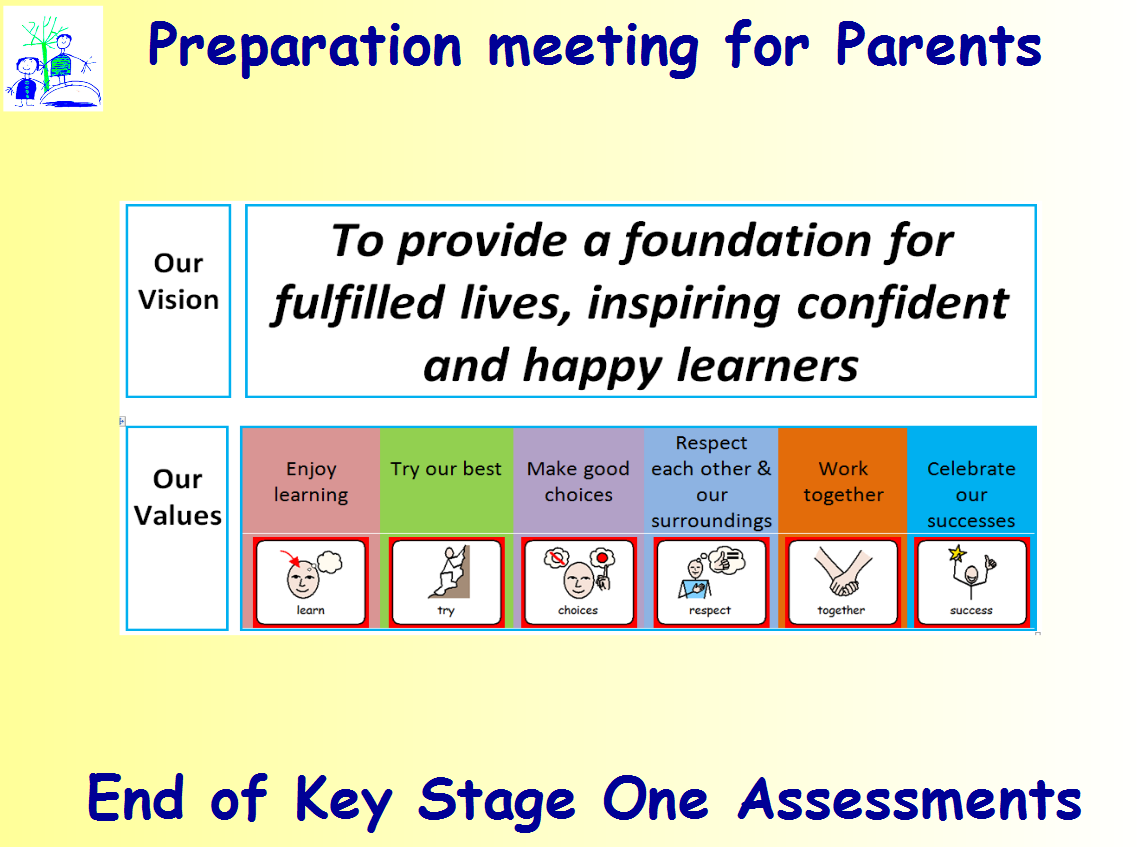 Preparation meeting for Parents
Our
Vision
To provide a foundation for
fulfilled lives, inspiring confident
and happy learners
Our
Values
Enjoy
learning
Try our best
Make good
choices
Respect
each other &
our
surroundings
Work
together
Celebrate
our
successes
learn
try
choices
respect
together
success
End of Key Stage One Assessments